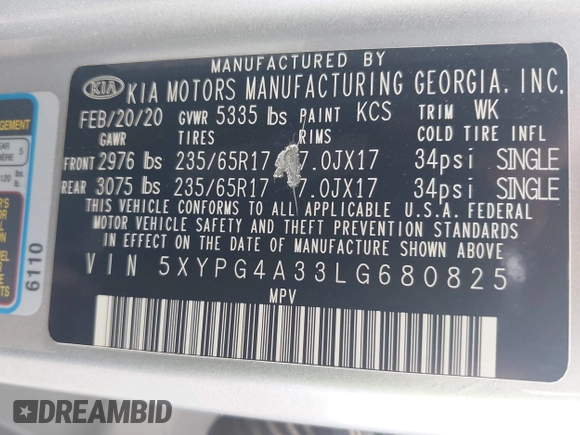 MANUFACTURED BY
KIA KIA MOTORS MANUFACTURING GEORGIA, INC.
FEB/20/20 GVWR 5335 lbs PAINT KCS TRIM WK
GAWR TIRES RIMS COLD TIRE INFL
FRONT 2976 lbs 235/65R17 7.0JX17 34psi SINGLE
REAR 3075 lbs 235/65R17 7.0JX17 34psi SINGLE
THIS VEHICLE CONFORMS TO ALL APPLICABLE U.S.A. FEDERAL
MOTOR VEHICLE SAFETY AND THEFT PREVENTION STANDARDS
IN EFFECT ON THE DATE OF MANUFACTURE SHOWN ABOVE.
VIN 5XYPG4A33LG680825
MPV
6110
DREAMBID